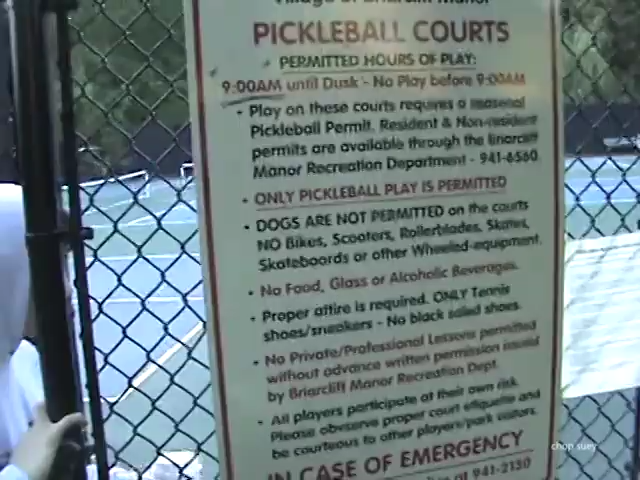 Village of Briarcliff Manor
PICKLEBALL COURTS
PERMITTED HOURS OF PLAY:
9:00AM until Dusk - No Play before 9:00AM
• Play on these courts requires a seasonal
Pickleball Permit. Resident & Non-resident
permits are available through the Briarcliff
Manor Recreation Department - 941-6560
• ONLY PICKLEBALL PLAY IS PERMITTED
• DOGS ARE NOT PERMITTED on the courts
NO Bikes, Scooters, Rollerblades, Skates,
Skateboards or other Wheeled-equipment.
• No Food, Glass or Alcoholic Beverages.
• Proper attire is required. ONLY Tennis
shoes/sneakers - No black soled shoes.
• No Private/Professional Lessons permitted
without advance written permission issued
by Briarcliff Manor Recreation Dept.
• All players participate at their own risk.
Please observe proper court etiquette and
be courteous to other players/park visitors.
IN CASE OF EMERGENCY
at 941-2130
chop suey